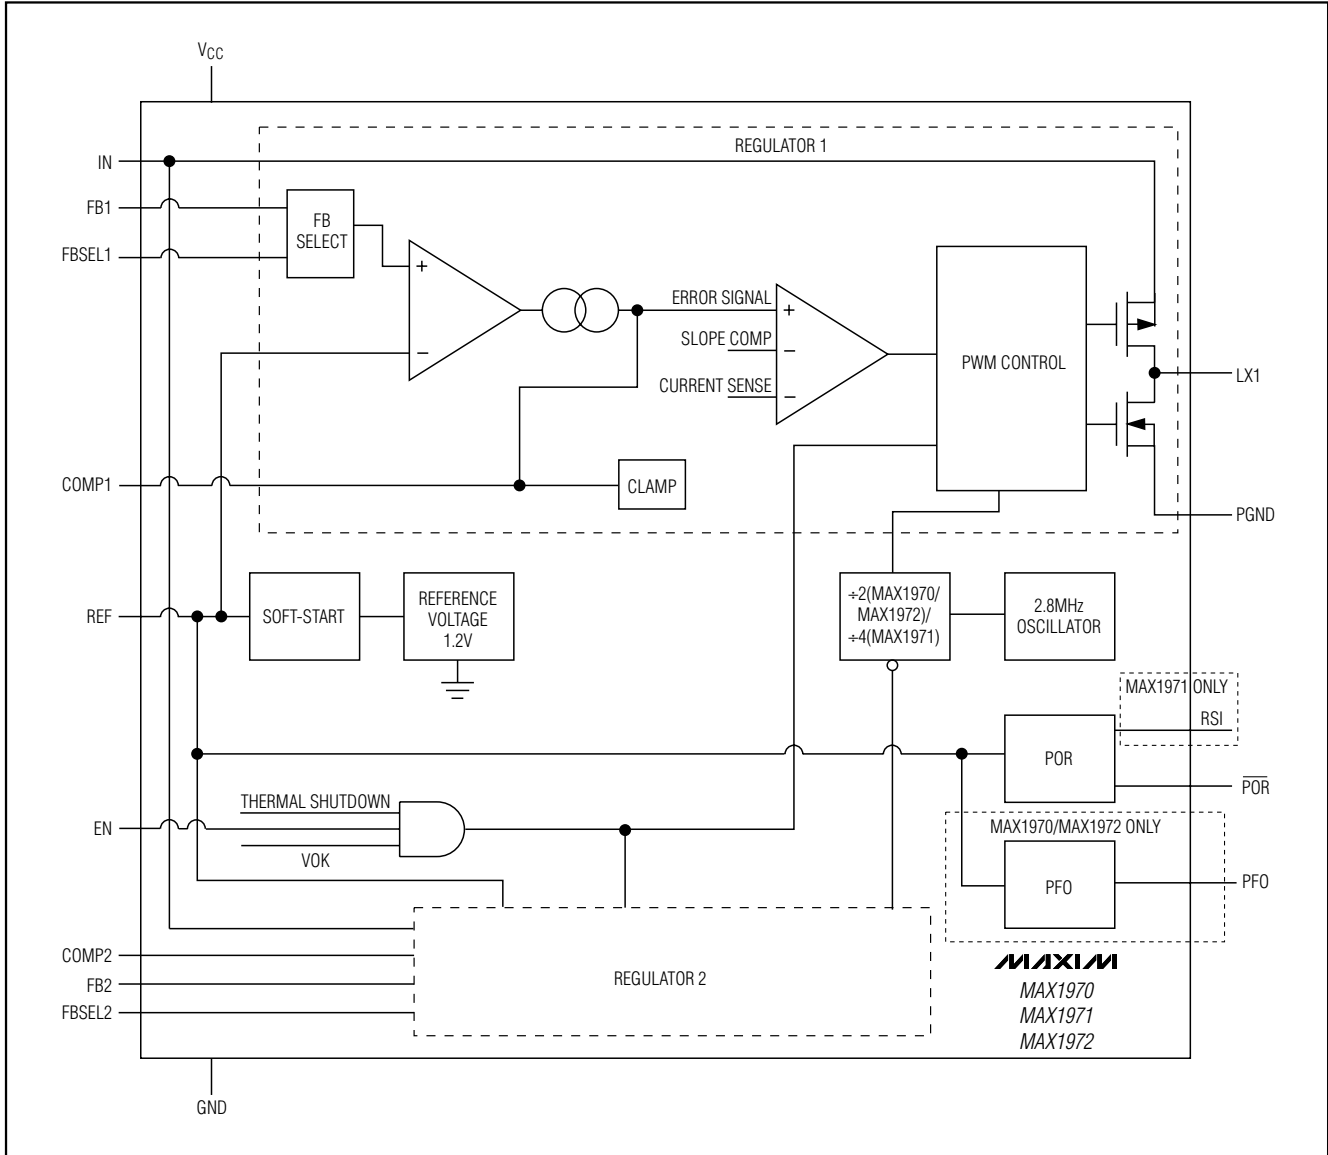 VCC
REGULATOR 1
IN
FB1
FB
SELECT
FBSEL1
+
−
ERROR SIGNAL
+
SLOPE COMP
−
CURRENT SENSE
−
PWM CONTROL
LX1
COMP1
CLAMP
PGND
REF
SOFT-START
REFERENCE
VOLTAGE
1.2V
÷2(MAX1970/
MAX1972)/
÷4(MAX1971)
2.8MHz
OSCILLATOR
MAX1971 ONLY
RSI
POR
POR
THERMAL SHUTDOWN
EN
VOK
MAX1970/MAX1972 ONLY
PFO
PFO
COMP2
FB2
FBSEL2
REGULATOR 2
MAXIM
MAX1970
MAX1971
MAX1972
GND